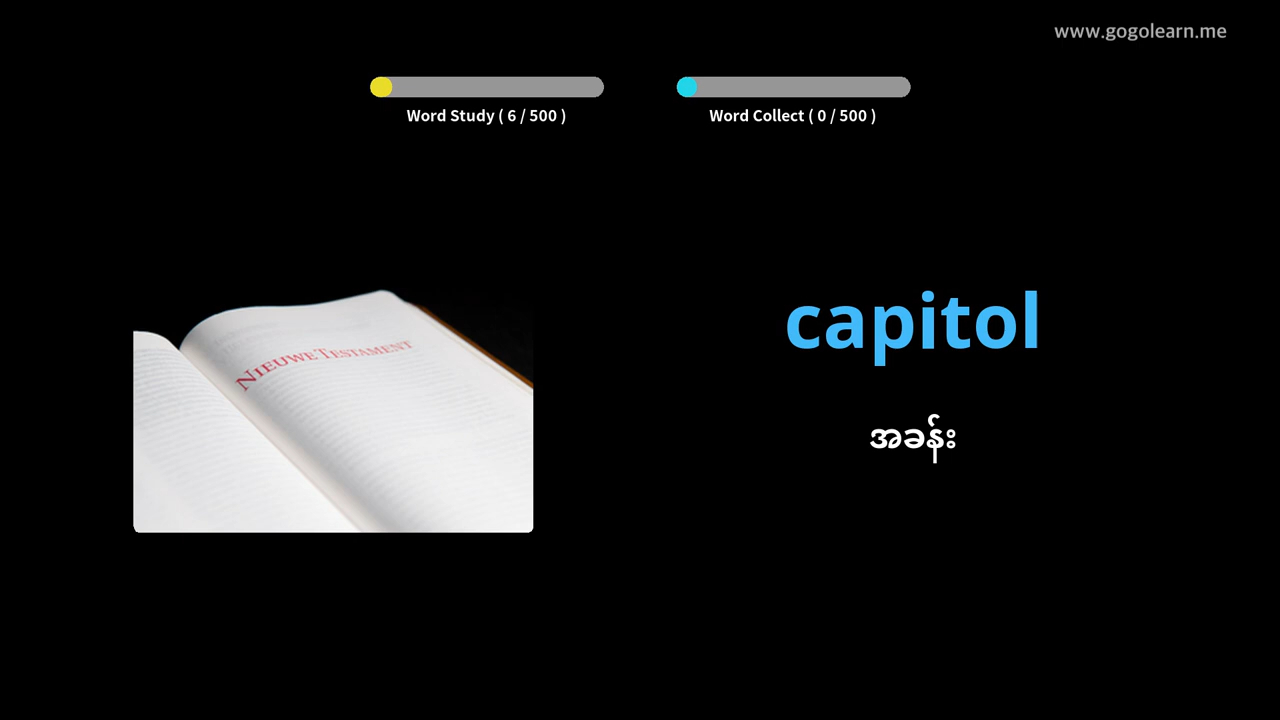 www.gogolearn.me
Word Study ( 6 / 500 )
Word Collect ( 0 / 500 )
NIEUWE TESTAMENT
capitol
အခန်း